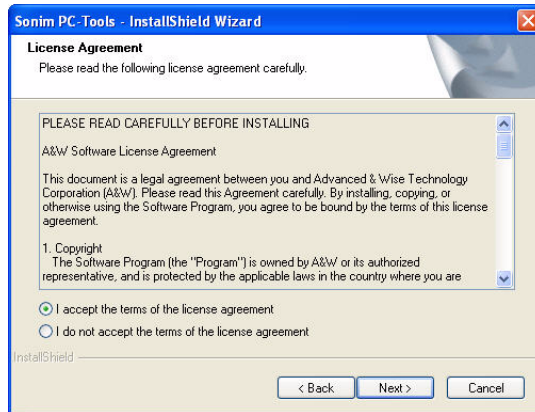 Sonim PC-Tools - InstallShield Wizard
License Agreement
Please read the following license agreement carefully.
PLEASE READ CAREFULLY BEFORE INSTALLING
A&W Software License Agreement
This document is a legal agreement between you and Advanced & Wise Technology
Corporation (A&W). Please read this Agreement carefully. By installing, copying, or
otherwise using the Software Program, you agree to be bound by the terms of this license
agreement.
1. Copyright
The Software Program (the "Program") is owned by A&W or its authorized
representative, and is protected by the applicable laws in the country where you are
I accept the terms of the license agreement
I do not accept the terms of the license agreement
InstallShield
< Back Next > Cancel